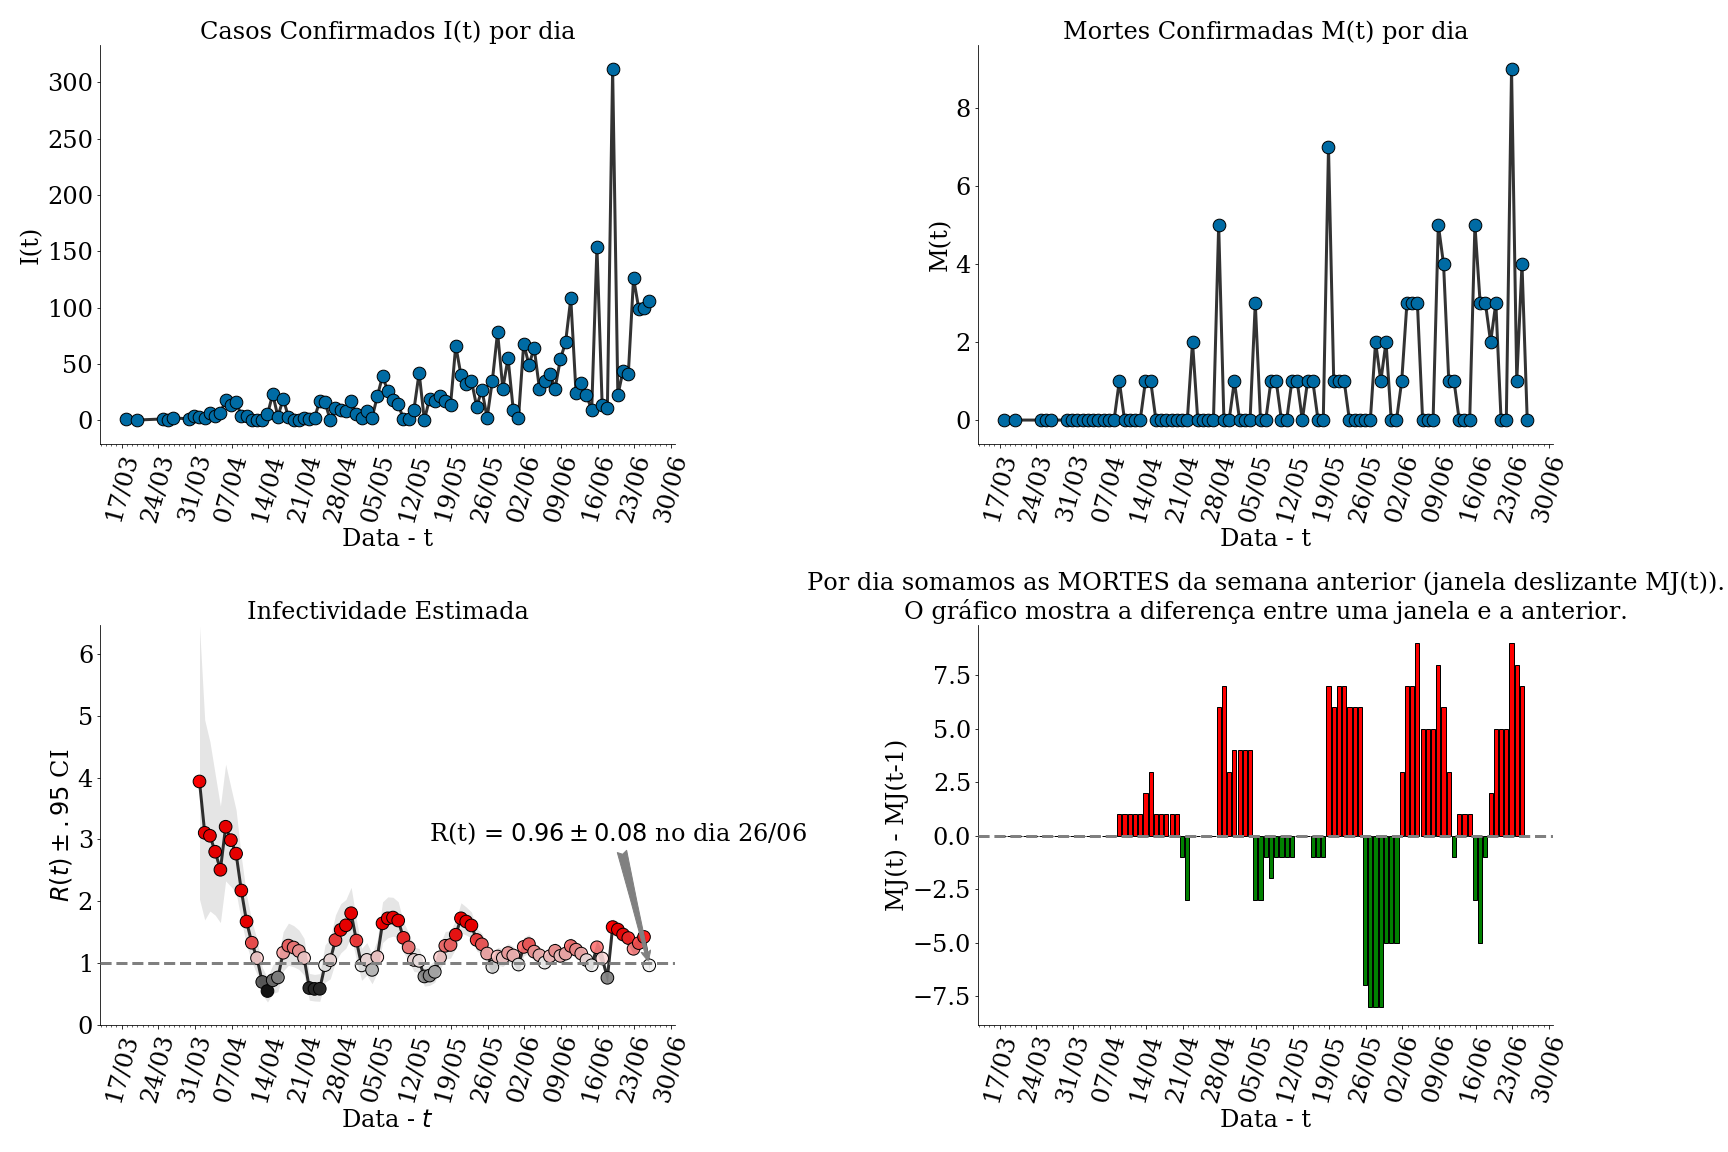 Casos Confirmados I(t) por dia
300
250
200
150
100
50
0
I(t)
17/03 24/03 31/03 07/04 14/04 21/04 28/04 05/05 12/05 19/05 26/05 02/06 09/06 16/06 23/06 30/06
Data - t
Mortes Confirmadas M(t) por dia
8
6
4
2
0
M(t)
17/03 24/03 31/03 07/04 14/04 21/04 28/04 05/05 12/05 19/05 26/05 02/06 09/06 16/06 23/06 30/06
Data - t
Infectividade Estimada
6
5
4
3
2
1
0
R(t) ± .95 CI
R(t) = 0.96 ± 0.08 no dia 26/06
17/03 24/03 31/03 07/04 14/04 21/04 28/04 05/05 12/05 19/05 26/05 02/06 09/06 16/06 23/06 30/06
Data - t
Por dia somamos as MORTES da semana anterior (janela deslizante MJ(t)).
O gráfico mostra a diferença entre uma janela e a anterior.
7.5
5.0
2.5
0.0
−2.5
−5.0
−7.5
MJ(t) - MJ(t-1)
17/03 24/03 31/03 07/04 14/04 21/04 28/04 05/05 12/05 19/05 26/05 02/06 09/06 16/06 23/06 30/06
Data - t